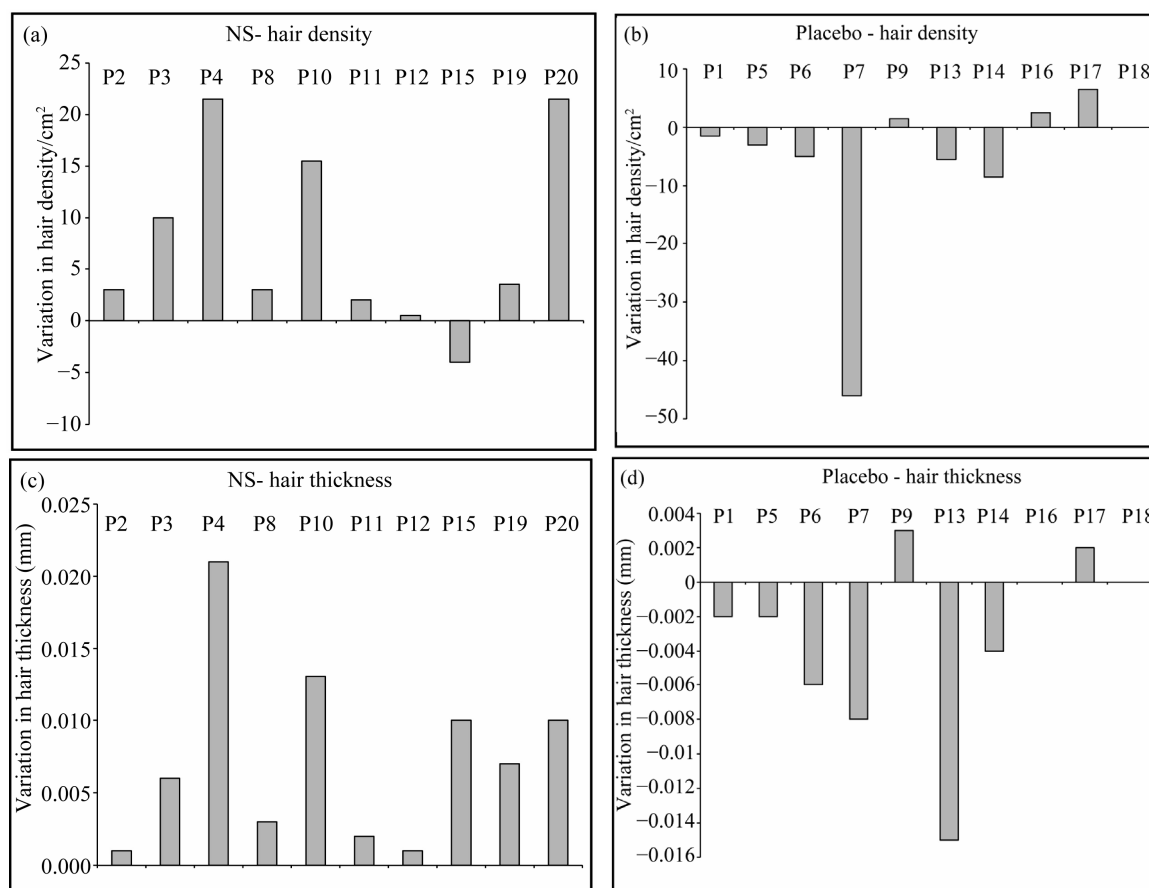 (a)
NS- hair density
P2 P3 P4 P8 P10 P11 P12 P15 P19 P20
Variation in hair density/cm²
25
20
15
10
5
0
−5
−10
(b)
Placebo - hair density
P1 P5 P6 P7 P9 P13 P14 P16 P17 P18
Variation in hair density/cm²
10
0
−10
−20
−30
−40
−50
(c)
NS- hair thickness
P2 P3 P4 P8 P10 P11 P12 P15 P19 P20
Variation in hair thickness (mm)
0.025
0.020
0.015
0.010
0.005
0.000
(d)
Placebo - hair thickness
P1 P5 P6 P7 P9 P13 P14 P16 P17 P18
Variation in hair thickness (mm)
0.004
0.002
0
−0.002
−0.004
−0.006
−0.008
−0.01
−0.012
−0.014
−0.016